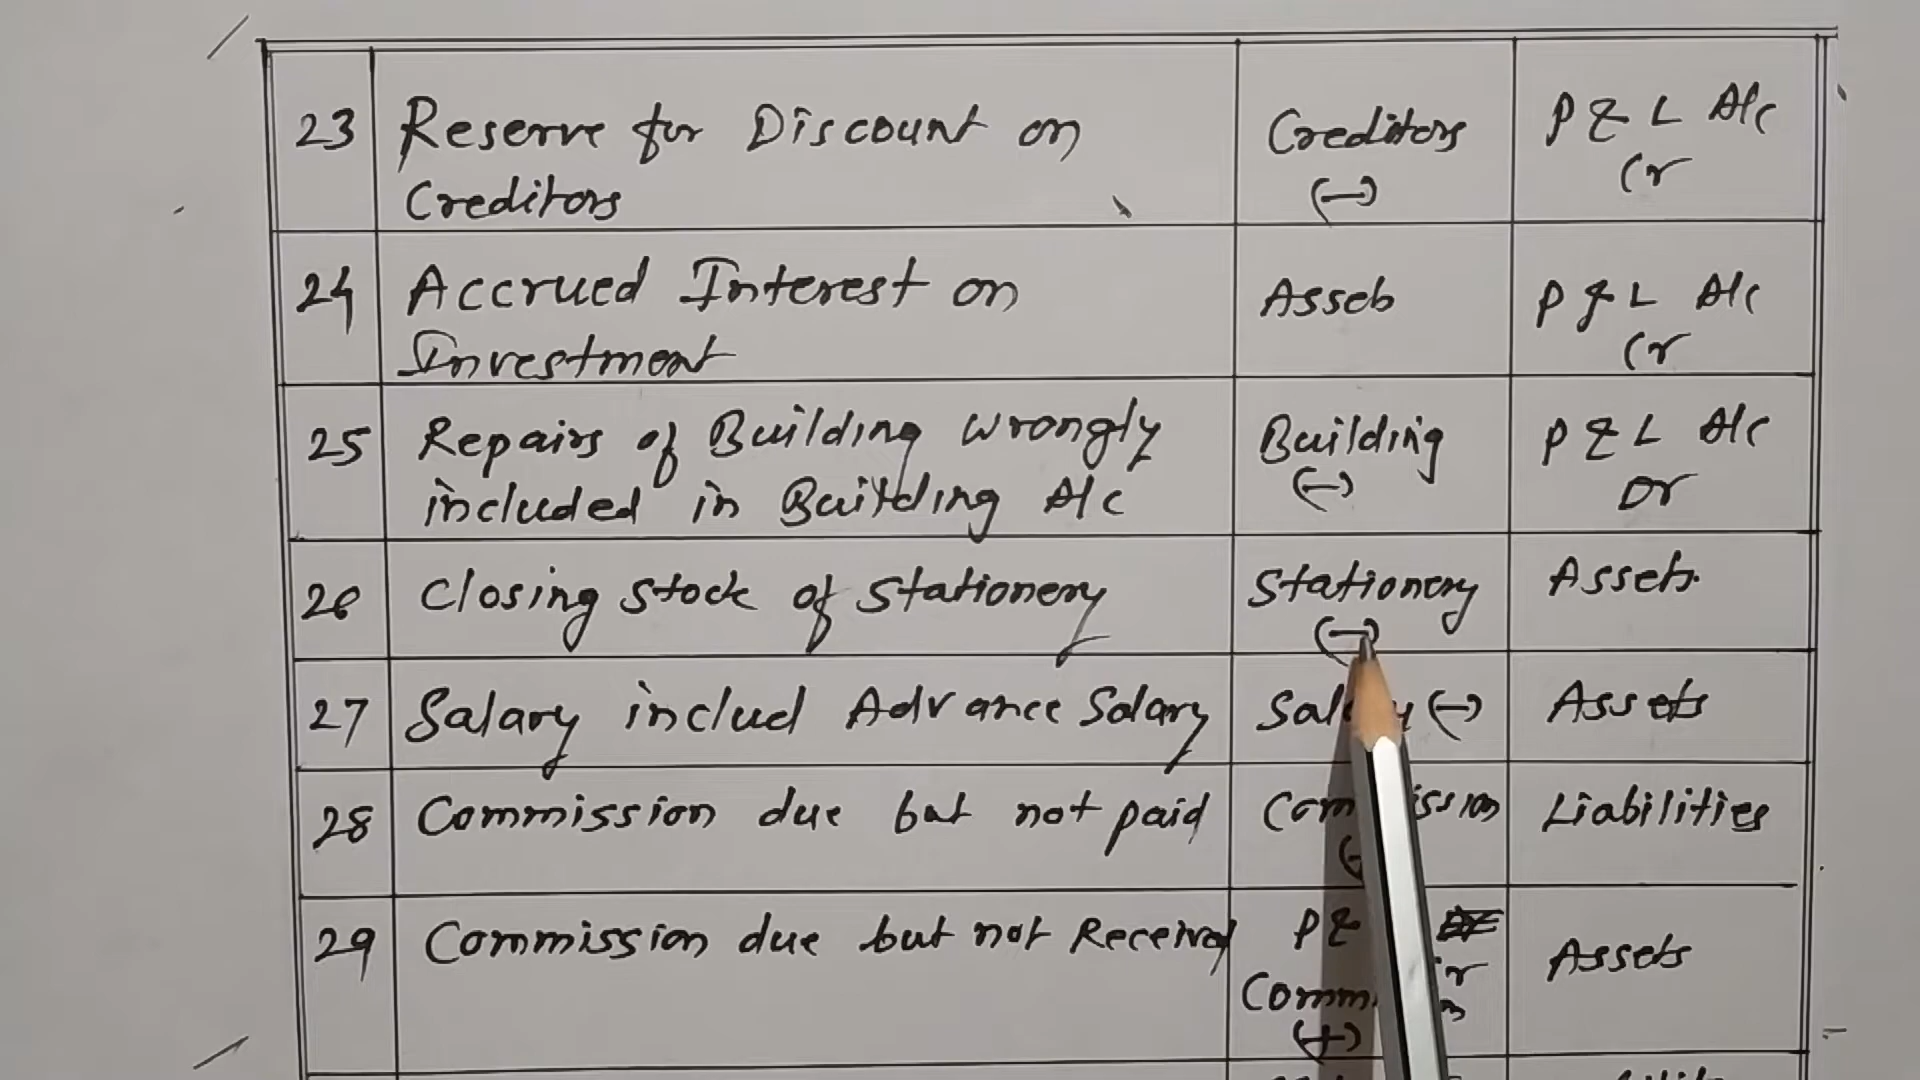 23 Reserve for Discount on Creditors P & L A/c
Creditors (-) Cr
24 Accrued Interest on Assets P & L A/c
Investment Cr
25 Repairs of Building wrongly Building P & L A/c
included in Building A/c (-) Dr
26 Closing Stock of Stationery Stationery Assets
(-)
27 Salary includ Advance Salary (-) Assets
28 Commission due but not paid Liabilities
29 Commission due but not Received Assets
(+)